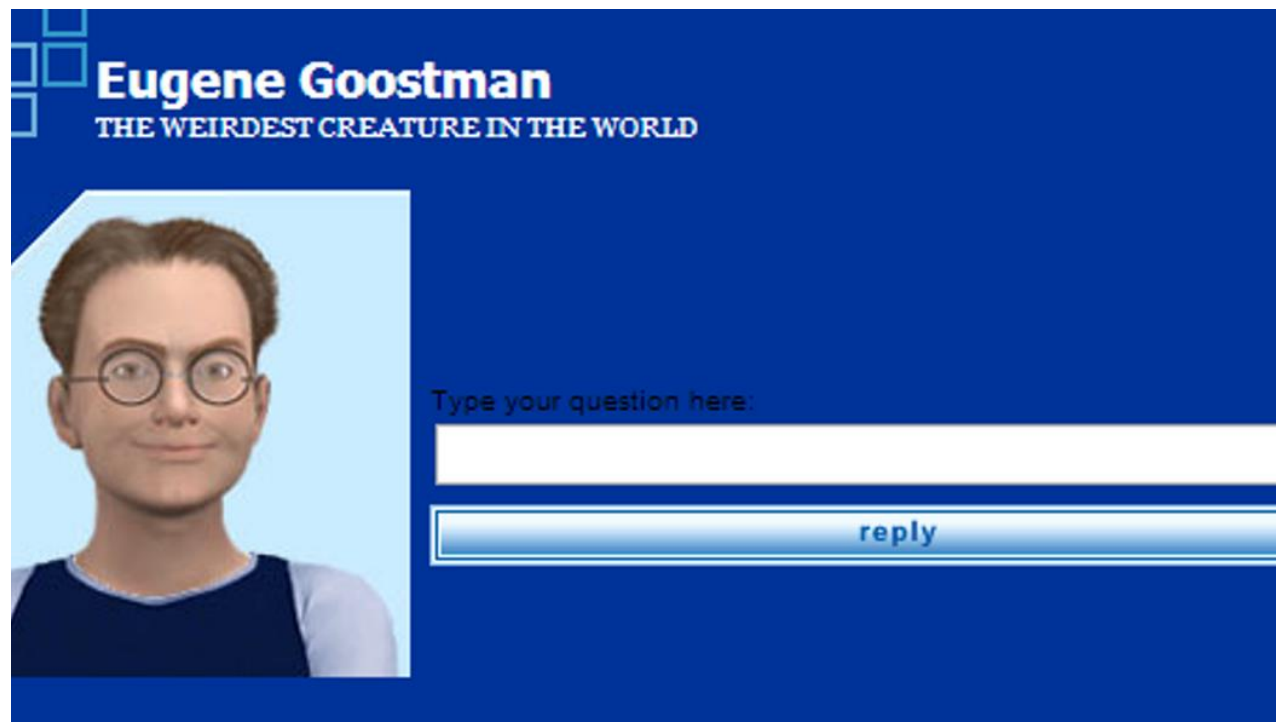 Eugene Goostman
THE WEIRDEST CREATURE IN THE WORLD
Type your question here:
reply